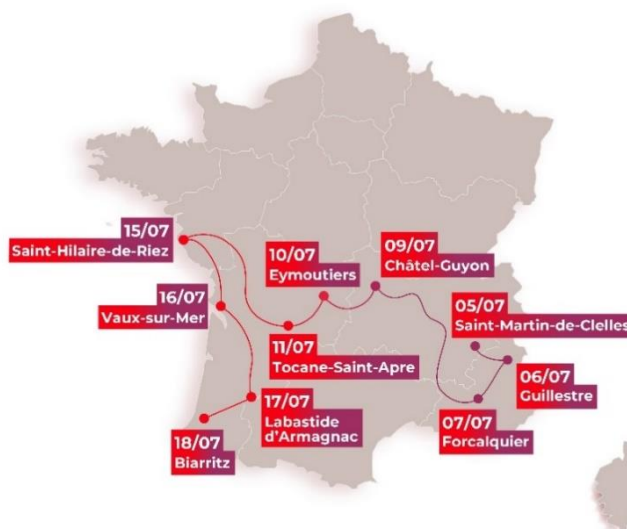 15/07
Saint-Hilaire-de-Riez
10/07
Eymoutiers
09/07
Châtel-Guyon
16/07
Vaux-sur-Mer
05/07
Saint-Martin-de-Clelles
11/07
Tocane-Saint-Apre
06/07
Guillestre
17/07
Labastide
d'Armagnac
07/07
Forcalquier
18/07
Biarritz